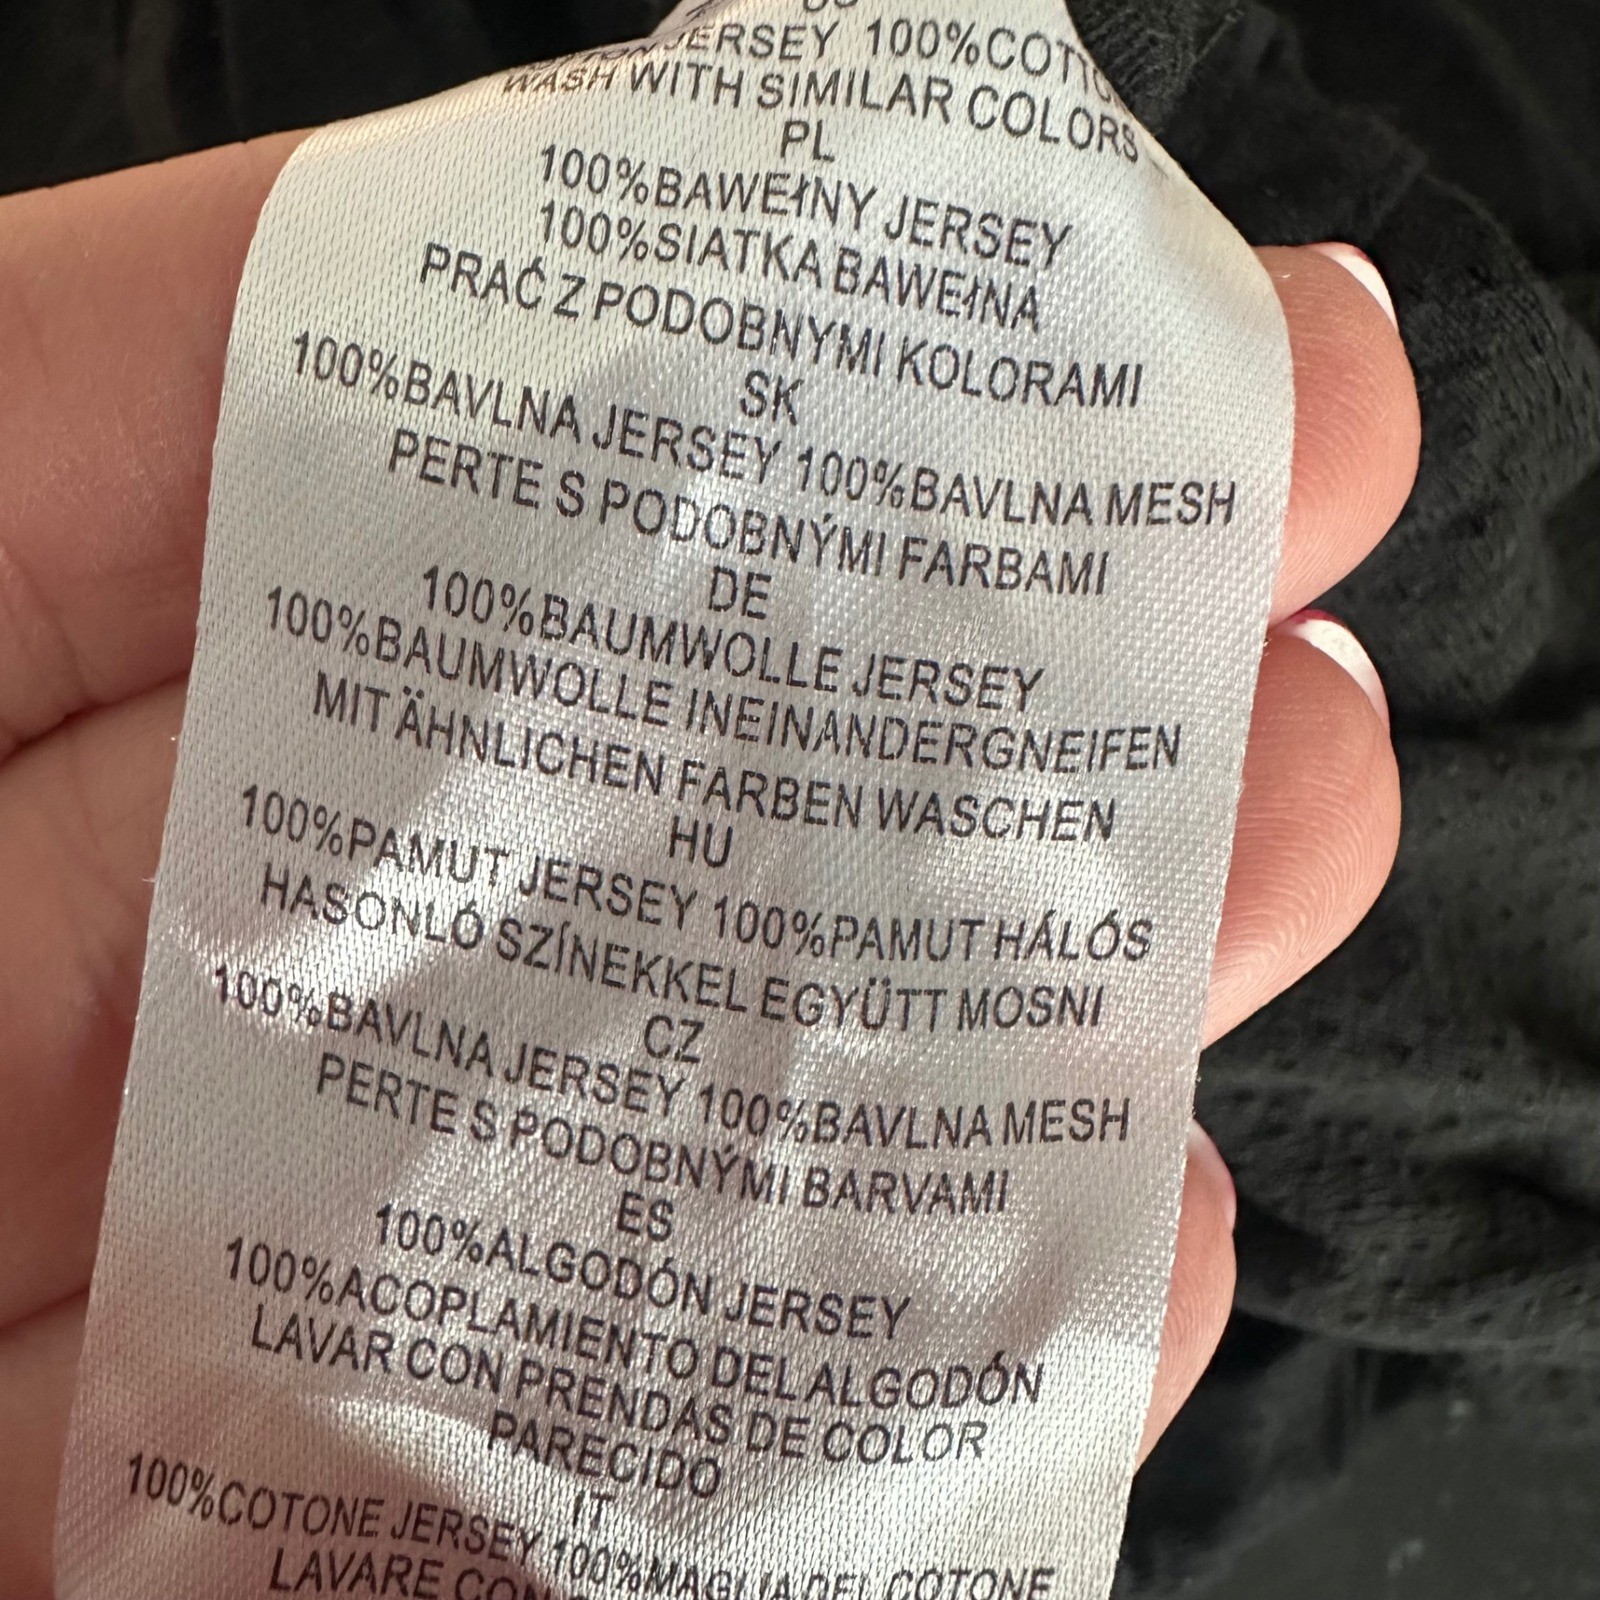 JERSEY 100%COTTO
WASH WITH SIMILAR COLORS
PL
100%BAWEłNY JERSEY
100%SIATKA BAWEłNA
PRAĆ Z PODOBNYMI KOLORAMI
SK
100%BAVLNA JERSEY 100%BAVLNA MESH
PERTE S PODOBNÝMI FARBAMI
DE
100%BAUMWOLLE JERSEY
100%BAUMWOLLE INEINANDERGNEIFEN
MIT ÄHNLICHEN FARBEN WASCHEN
HU
100%PAMUT JERSEY 100%PAMUT HÁLÓS
HASONLÓ SZÍNEKKEL EGYÜTT MOSNI
CZ
100%BAVLNA JERSEY 100%BAVLNA MESH
PERTE S PODOBNÝMI BARVAMI
ES
100%ALGODÓN JERSEY
100%ACOPLAMIENTO DEL ALGODÓN
LAVAR CON PRENDAS DE COLOR
PARECIDO
IT
100%COTONE JERSEY 100%MAGLIA DEL COTONE
LAVARE CON